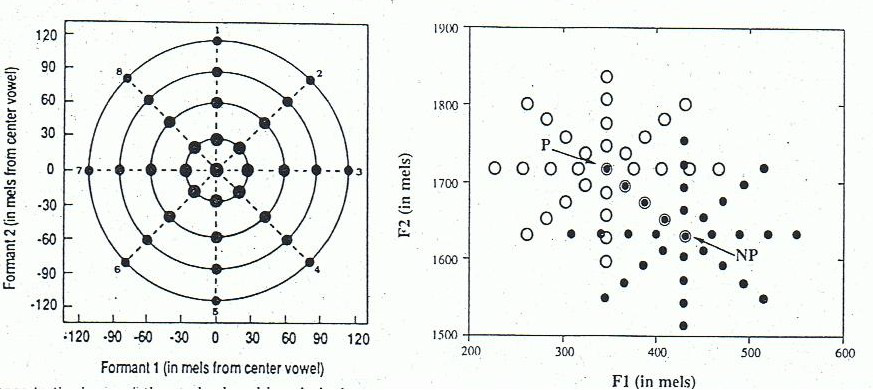 120
90
60
30
0
-30
-60
-90
-120
Formant 2 (in mels from center vowel)
1
2
3
4
5
6
7
8
-120 -90 -60 -30 0 30 60 90 120
Formant 1 (in mels from center vowel)
1900
1800
1700
1600
1500
F2 (in mels)
P
NP
200 300 400 500 600
F1 (in mels)